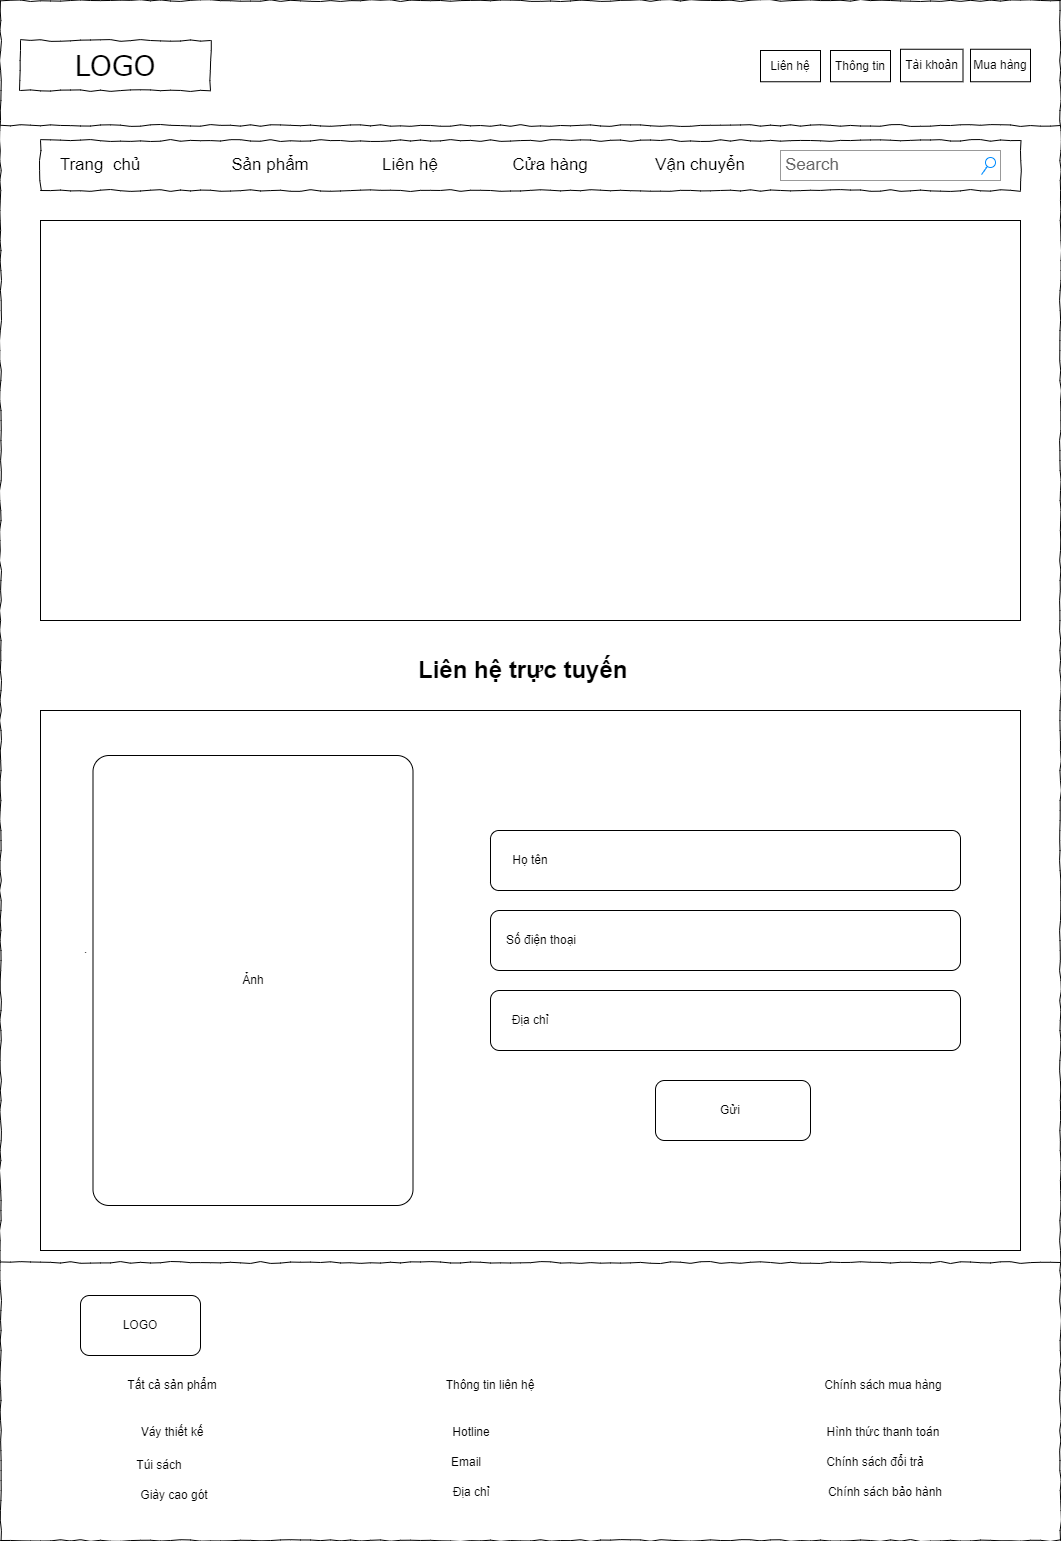 LOGO
Liên hệ
Thông tin
Tài khoản
Mua hàng
Trang chủ
Sản phẩm
Liên hệ
Cửa hàng
Vận chuyển
Search
Liên hệ trực tuyến
Ảnh
Họ tên
Số điện thoại
Địa chỉ
Gửi
LOGO
Tất cả sản phẩm
Váy thiết kế
Túi sách
Giày cao gót
Thông tin liên hệ
Hotline
Email
Địa chỉ
Chính sách mua hàng
Hình thức thanh toán
Chính sách đổi trả
Chính sách bảo hành